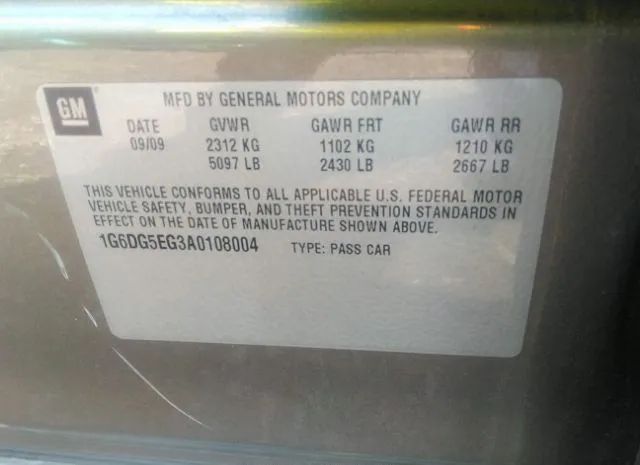 GM MFD BY GENERAL MOTORS COMPANY
DATE GVWR GAWR FRT GAWR RR
09/09 2312 KG 1102 KG 1210 KG
5097 LB 2430 LB 2667 LB
THIS VEHICLE CONFORMS TO ALL APPLICABLE U.S. FEDERAL MOTOR
VEHICLE SAFETY, BUMPER, AND THEFT PREVENTION STANDARDS IN
EFFECT ON THE DATE OF MANUFACTURE SHOWN ABOVE.
1G6DG5EG3A0108004 TYPE: PASS CAR